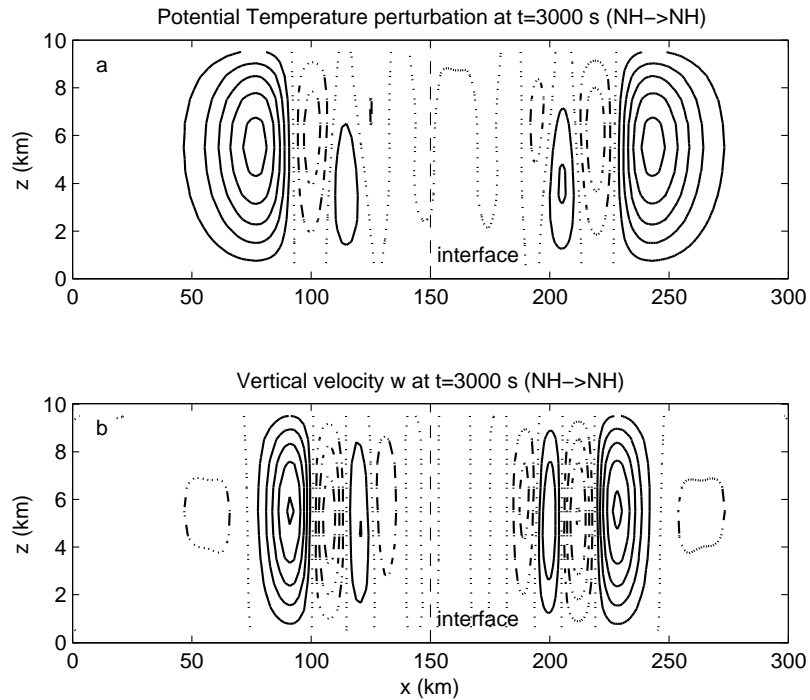 Potential Temperature perturbation at t=3000 s (NH->NH)
10
8
6
4
2
0
z (km)
a
interface
0 50 100 150 200 250 300
Vertical velocity w at t=3000 s (NH->NH)
10
8
6
4
2
0
z (km)
b
interface
0 50 100 150 200 250 300
x (km)